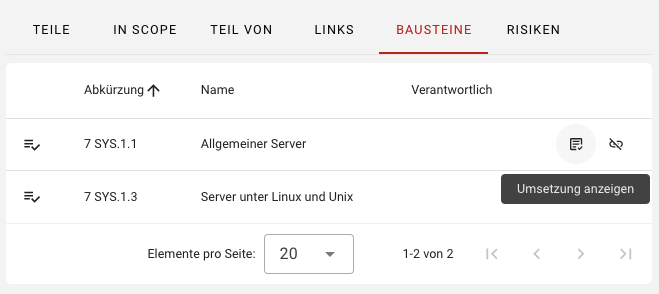 TEILE IN SCOPE TEIL VON LINKS BAUSTEINE RISIKEN
Abkürzung Name Verantwortlich
7 SYS.1.1 Allgemeiner Server
Umsetzung anzeigen
7 SYS.1.3 Server unter Linux und Unix
Elemente pro Seite: 20 1-2 von 2